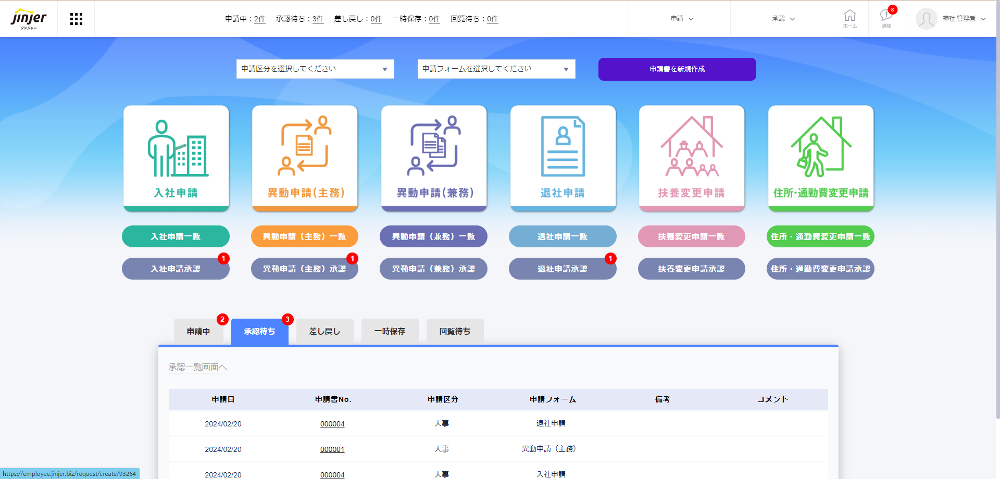 jinjer
ジンジャー
申請中：2件 承認待ち：3件 差し戻し：0件 一時保存：0件 回覧待ち：0件
申請
承認
ホーム
8
通知
神社 管理者
申請区分を選択してください
申請フォームを選択してください
申請書を新規作成
入社申請
異動申請(主務)
異動申請(兼務)
退社申請
扶養変更申請
住所・通勤費変更申請
入社申請一覧
異動申請（主務）一覧
異動申請（兼務）一覧
退社申請一覧
扶養変更申請一覧
住所・通勤費変更申請一覧
入社申請承認 1
異動申請（主務）承認 1
異動申請（兼務）承認
退社申請承認 1
扶養変更申請承認
住所・通勤費変更申請承認
申請中 2
承認待ち 3
差し戻し
一時保存
回覧待ち
承認一覧画面へ
申請日 申請書No. 申請区分 申請フォーム 備考 コメント
2024/02/20 000004 人事 退社申請
2024/02/20 000001 人事 異動申請（主務）
2024/02/20 000004 人事 入社申請
https://employee.jinjer.biz/request/create/93264